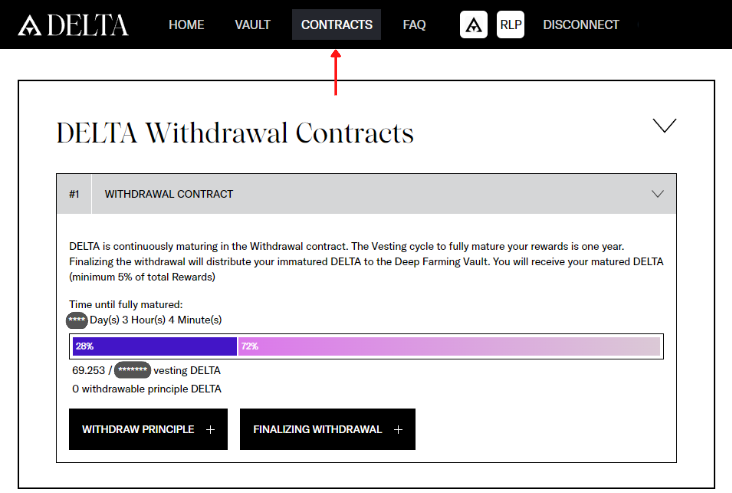 DELTA HOME VAULT CONTRACTS FAQ RLP DISCONNECT
DELTA Withdrawal Contracts
#1 WITHDRAWAL CONTRACT
DELTA is continuously maturing in the Withdrawal contract. The Vesting cycle to fully mature your rewards is one year.
Finalizing the withdrawal will distribute your immatured DELTA to the Deep Farming Vault. You will receive your matured DELTA
(minimum 5% of total Rewards)
Time until fully matured:
**** Day(s) 3 Hour(s) 4 Minute(s)
28% 72%
69.253 / ******* vesting DELTA
0 withdrawable principle DELTA
WITHDRAW PRINCIPLE + FINALIZING WITHDRAWAL +